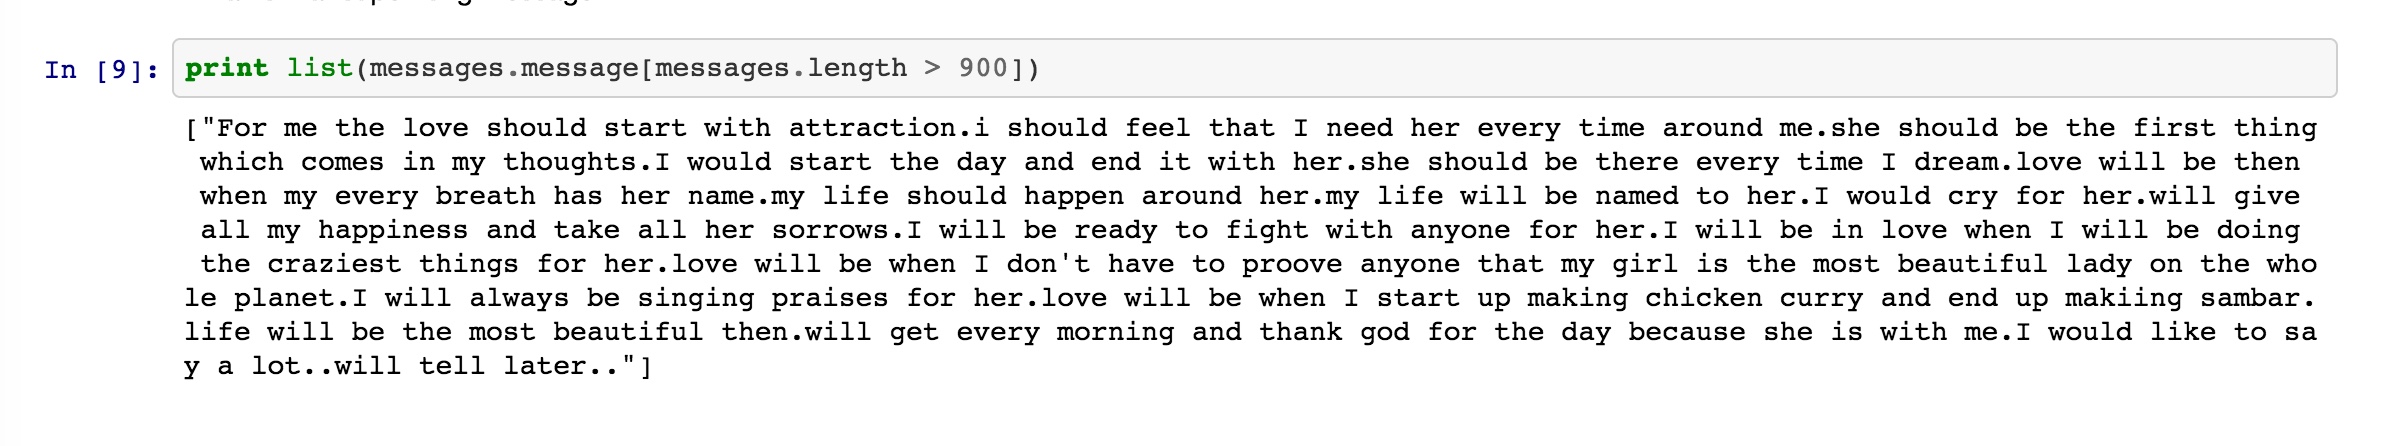 In [9]: print list(messages.message[messages.length > 900])
["For me the love should start with attraction.i should feel that I need her every time around me.she should be the first thing
which comes in my thoughts.I would start the day and end it with her.she should be there every time I dream.love will be then
when my every breath has her name.my life should happen around her.my life will be named to her.I would cry for her.will give
all my happiness and take all her sorrows.I will be ready to fight with anyone for her.I will be in love when I will be doing
the craziest things for her.love will be when I don't have to proove anyone that my girl is the most beautiful lady on the who
le planet.I will always be singing praises for her.love will be when I start up making chicken curry and end up makiing sambar.
life will be the most beautiful then.will get every morning and thank god for the day because she is with me.I would like to sa
y a lot..will tell later.."]